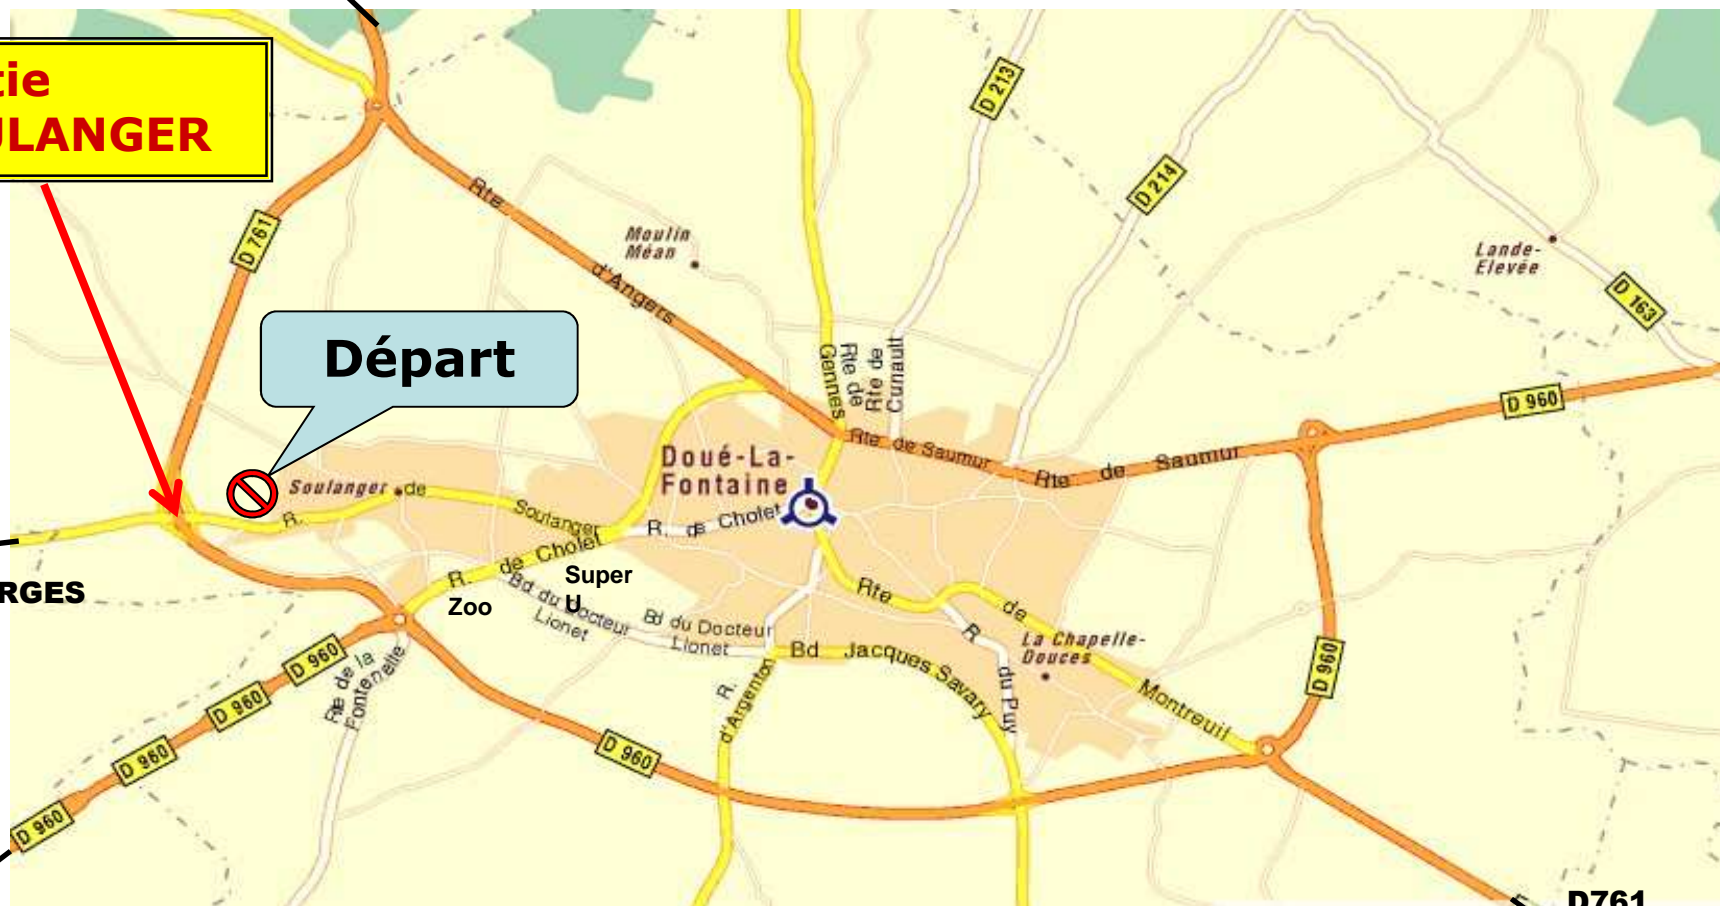 tie
ULANGER
D 213
D 214
Rte
D 761
Moulin
Méan
Lande-
Elevée
d'Angers
D 163
Départ
Gennes
Rte de
Rte de
Cunault
D 960
Rte de Saumur
Rte de Saumur
Doué-La-
Fontaine
Soulanger
de
R.
Soulanger
R. de Cholet
R. de Cholet
Super
U
Zoo
RGES
Bd du Docteur
Lionet
Bd du Docteur
Lionet
Rte de
Montreuil
R. du Puy
La Chapelle-
Douces
Bd Jacques Savary
R.
d'Argenton
Rte de la
Fontenelle
D 960
D 960
D 960
D 960
D 960
D 960
D761